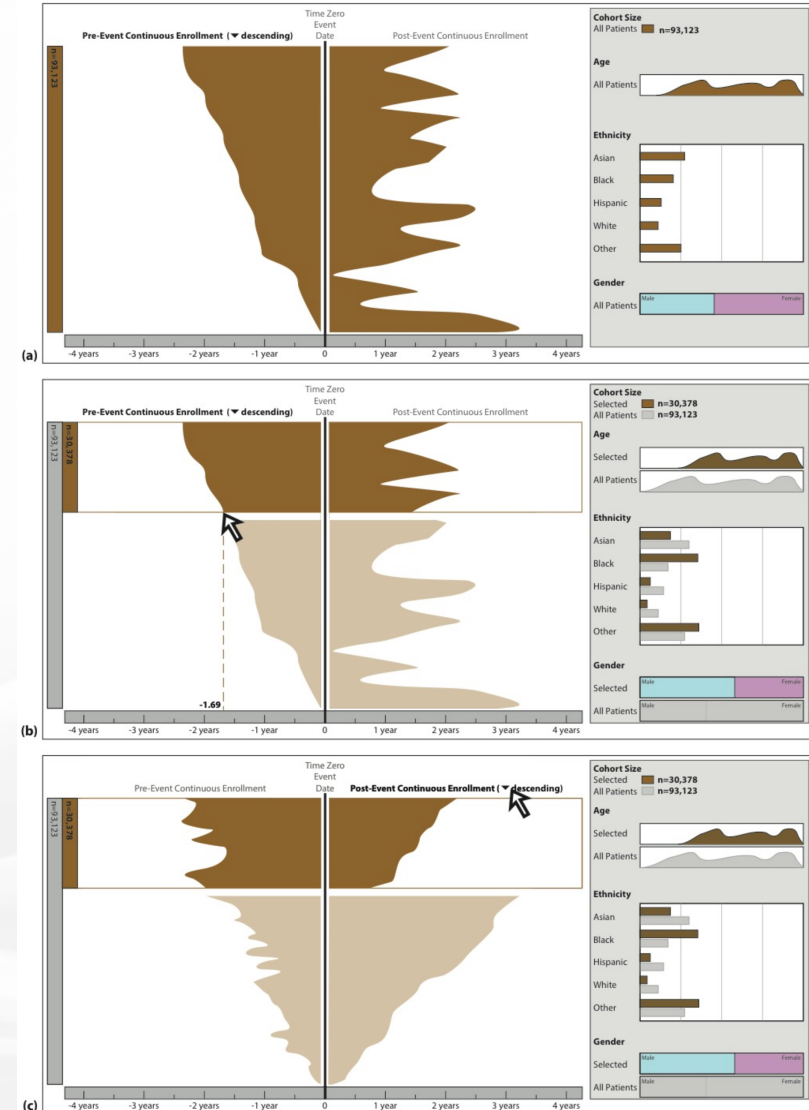 Time Zero
Event
Date
Pre-Event Continuous Enrollment (▼ descending)
Post-Event Continuous Enrollment
n=93,123
-4 years -3 years -2 years -1 year 0 1 year 2 years 3 years 4 years
(a)
Cohort Size
All Patients n=93,123
Age
All Patients
Ethnicity
Asian
Black
Hispanic
White
Other
Gender
All Patients Male Female
Time Zero
Event
Date
Pre-Event Continuous Enrollment (▼ descending)
Post-Event Continuous Enrollment
n=93,123
n=30,378
-1.69
-4 years -3 years -2 years -1 year 0 1 year 2 years 3 years 4 years
(b)
Cohort Size
Selected n=30,378
All Patients n=93,123
Age
Selected
All Patients
Ethnicity
Asian
Black
Hispanic
White
Other
Gender
Selected Male Female
All Patients Male Female
Time Zero
Event
Date
Pre-Event Continuous Enrollment
Post-Event Continuous Enrollment (▼ descending)
n=93,123
n=30,378
-4 years -3 years -2 years -1 year 0 1 year 2 years 3 years 4 years
(c)
Cohort Size
Selected n=30,378
All Patients n=93,123
Age
Selected
All Patients
Ethnicity
Asian
Black
Hispanic
White
Other
Gender
Selected Male Female
All Patients Male Female